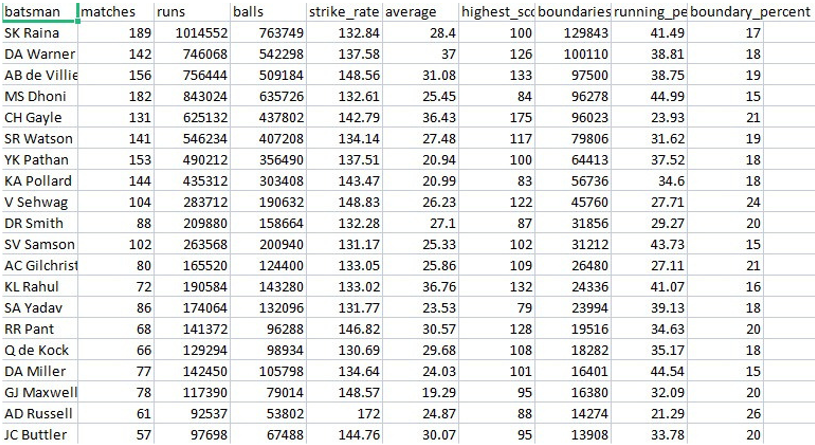 batsman matches runs balls strike_rate average highest_sco boundaries running_pe boundary_percent
SK Raina 189 1014552 763749 132.84 28.4 100 129843 41.49 17
DA Warner 142 746068 542298 137.58 37 126 100110 38.81 18
AB de Villie 156 756444 509184 148.56 31.08 133 97500 38.75 19
MS Dhoni 182 843024 635726 132.61 25.45 84 96278 44.99 15
CH Gayle 131 625132 437802 142.79 36.43 175 96023 23.93 21
SR Watson 141 546234 407208 134.14 27.48 117 79806 31.62 19
YK Pathan 153 490212 356490 137.51 20.94 100 64413 37.52 18
KA Pollard 144 435312 303408 143.47 20.99 83 56736 34.6 18
V Sehwag 104 283712 190632 148.83 26.23 122 45760 27.71 24
DR Smith 88 209880 158664 132.28 27.1 87 31856 29.27 20
SV Samson 102 263568 200940 131.17 25.33 102 31212 43.73 15
AC Gilchrist 80 165520 124400 133.05 25.86 109 26480 27.11 21
KL Rahul 72 190584 143280 133.02 36.76 132 24336 41.07 16
SA Yadav 86 174064 132096 131.77 23.53 79 23994 39.13 18
RR Pant 68 141372 96288 146.82 30.57 128 19516 34.63 20
Q de Kock 66 129294 98934 130.69 29.68 108 18282 35.17 18
DA Miller 77 142450 105798 134.64 24.03 101 16401 44.54 15
GJ Maxwell 78 117390 79014 148.57 19.29 95 16380 32.09 20
AD Russell 61 92537 53802 172 24.87 88 14274 21.29 26
JC Buttler 57 97698 67488 144.76 30.07 95 13908 33.78 20